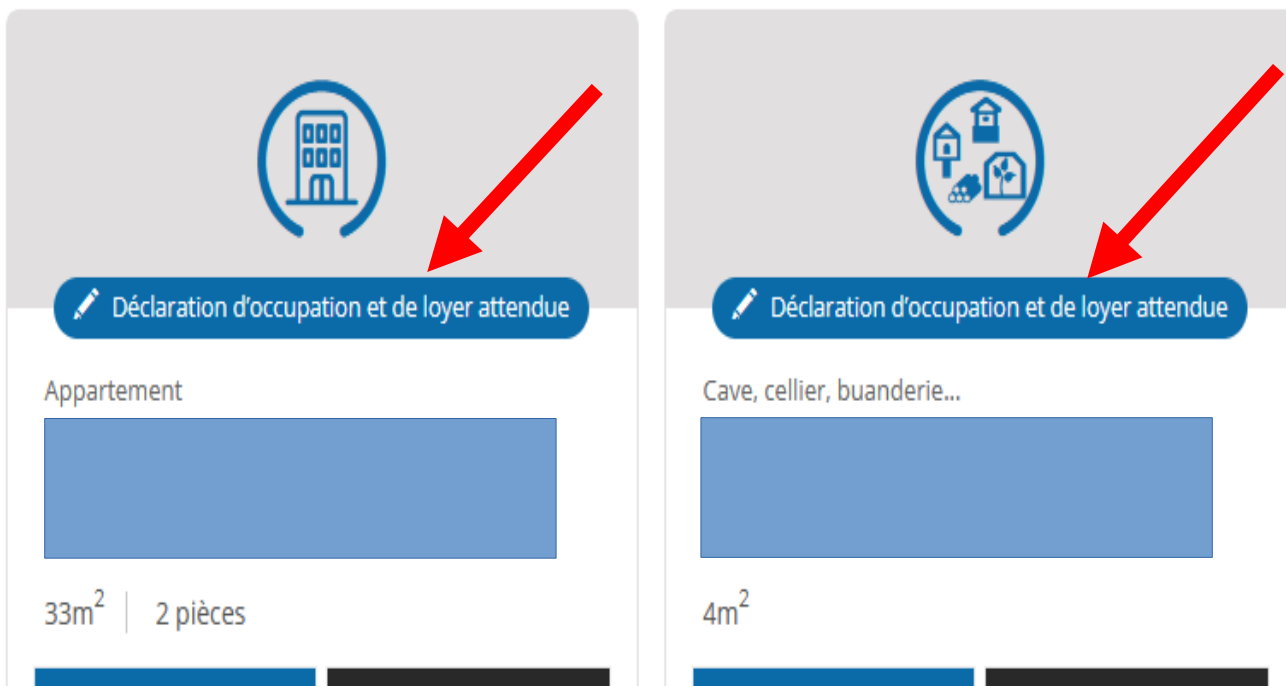 Déclaration d’occupation et de loyer attendue
Appartement
33m² 2 pièces
Déclaration d’occupation et de loyer attendue
Cave, cellier, buanderie...
4m²